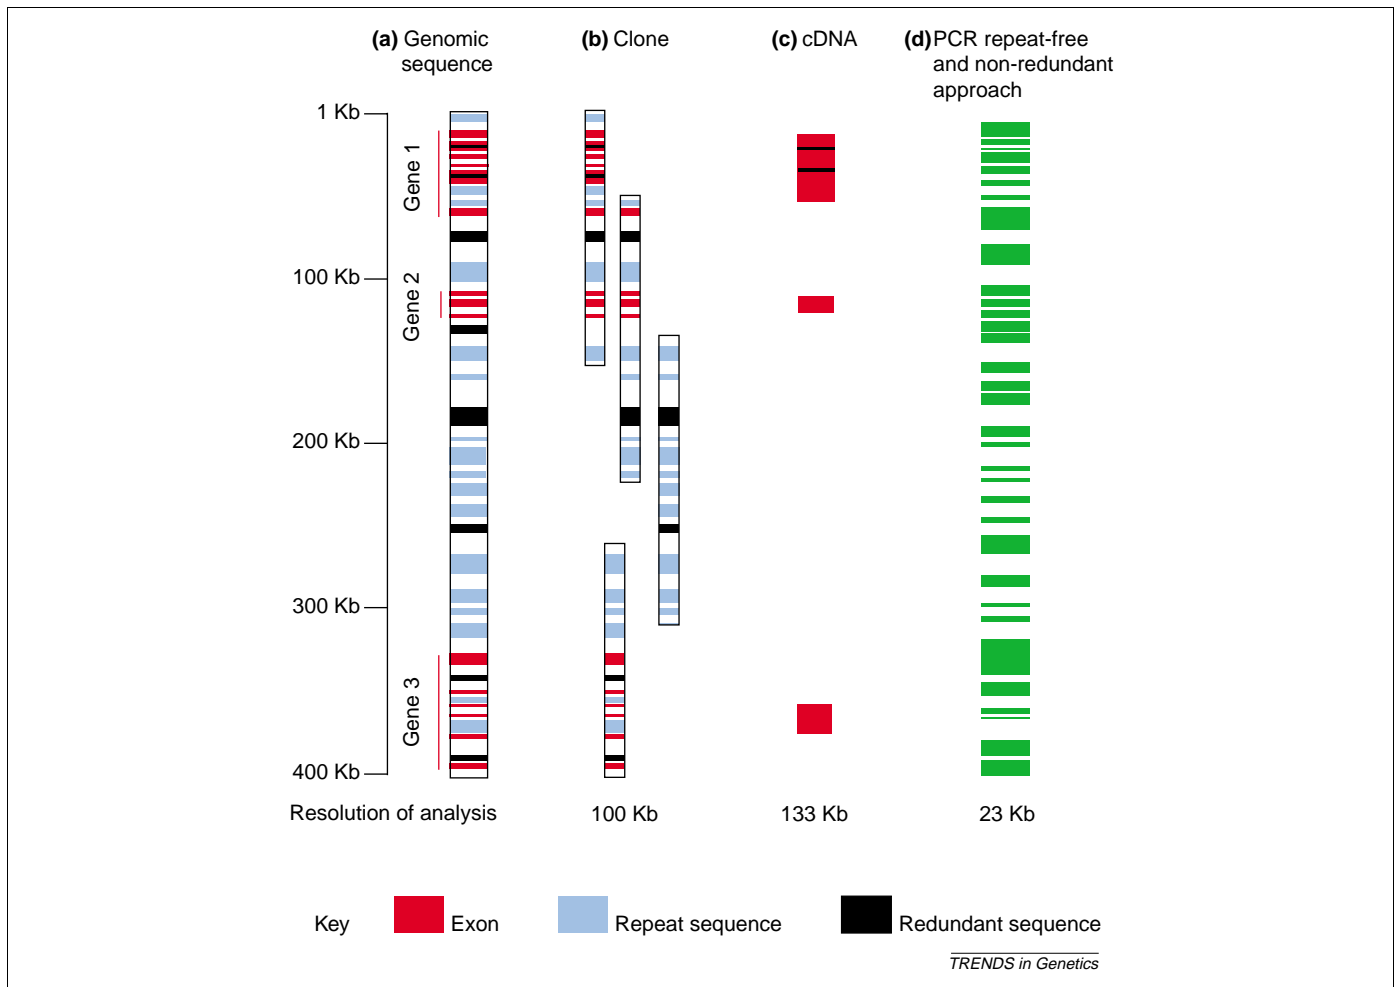 (a) Genomic
sequence
(b) Clone
(c) cDNA
(d) PCR repeat-free
and non-redundant
approach
1 Kb
100 Kb
200 Kb
300 Kb
400 Kb
Gene 1
Gene 2
Gene 3
Resolution of analysis
100 Kb
133 Kb
23 Kb
Key
Exon
Repeat sequence
Redundant sequence
TRENDS in Genetics